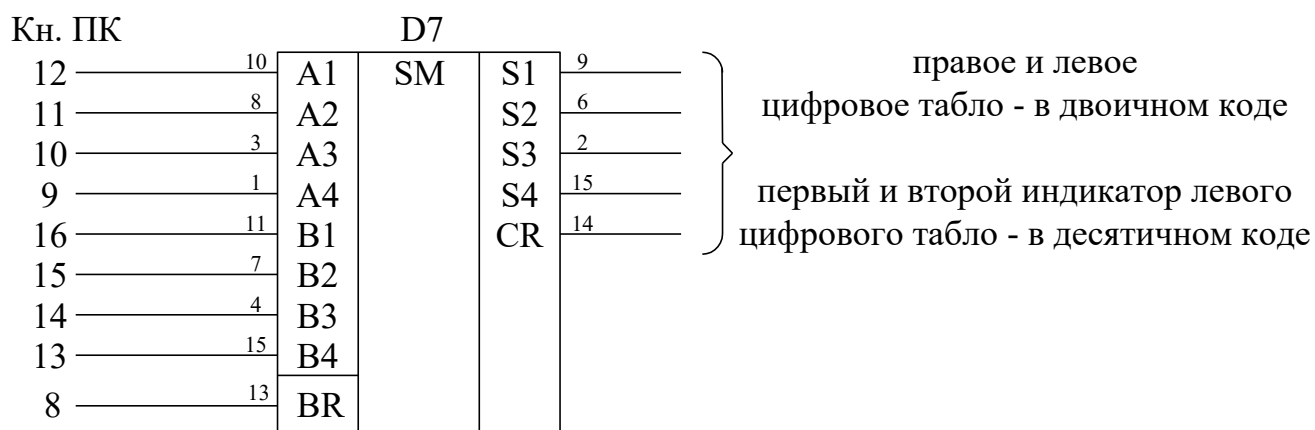 Кн. ПК D7
12 10 A1 SM S1 9 правое и левое
11 8 A2 S2 6 цифровое табло - в двоичном коде
10 3 A3 S3 2
9 1 A4 S4 15 первый и второй индикатор левого
16 11 B1 CR 14 цифрового табло - в десятичном коде
15 7 B2
14 4 B3
13 15 B4
8 13 BR